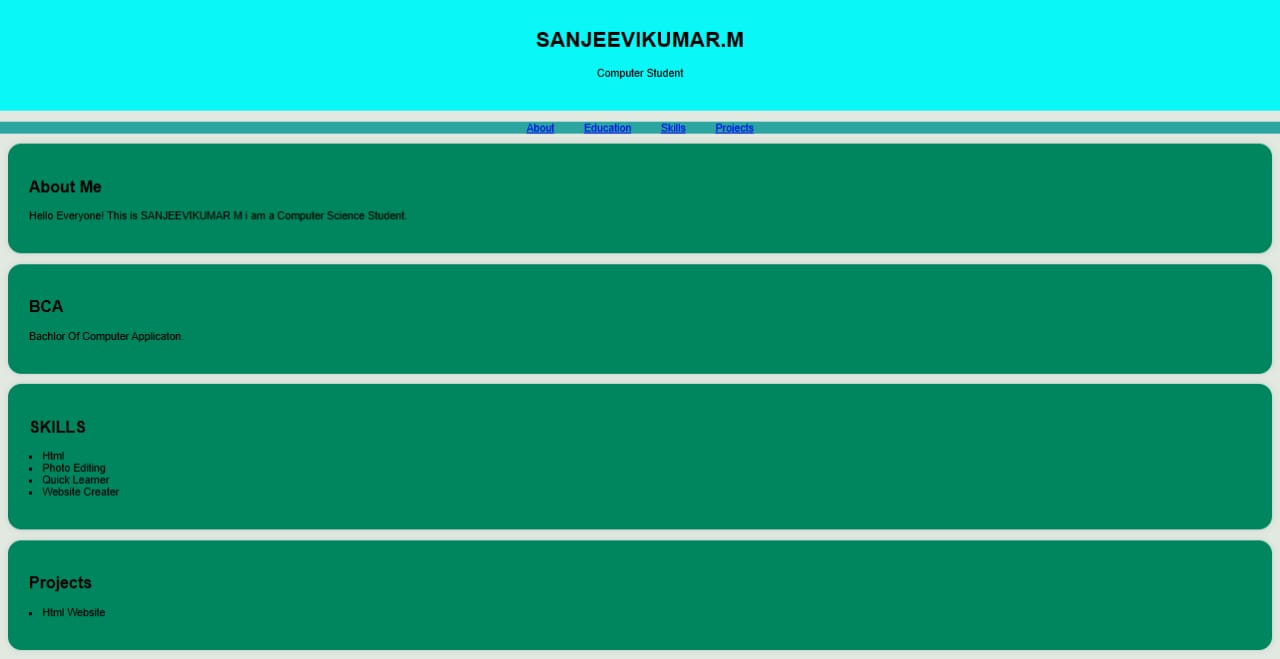 SANJEEVIKUMAR.M
Computer Student
About Education Skills Projects
About Me
Hello Everyone! This is SANJEEVIKUMAR M i am a Computer Science Student.
BCA
Bachlor Of Computer Applicaton.
SKILLS
Html
Photo Editing
Quick Learner
Website Creater
Projects
Html Website